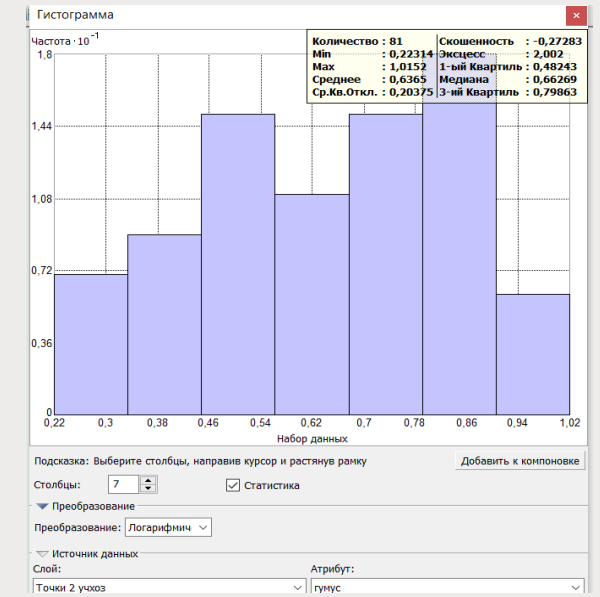 Гистограмма
Частота · 10⁻¹
Количество : 81 Скошенность : -0,27283
Min : 0,22314 Эксцесс : 2,002
Max : 1,0152 1-ый Квартиль : 0,48243
Среднее : 0,6365 Медиана : 0,66269
Ср.Кв.Откл. : 0,20375 3-ий Квартиль : 0,79863
1,8
1,44
1,08
0,72
0,36
0
0,22 0,3 0,38 0,46 0,54 0,62 0,7 0,78 0,86 0,94 1,02
Набор данных
Подсказка: Выберите столбцы, направив курсор и растянув рамку
Добавить к компоновке
Столбцы: 7 Статистика
Преобразование
Преобразование: Логарифмич
Источник данных
Слой: Атрибут:
Точки 2 учхоз гумус